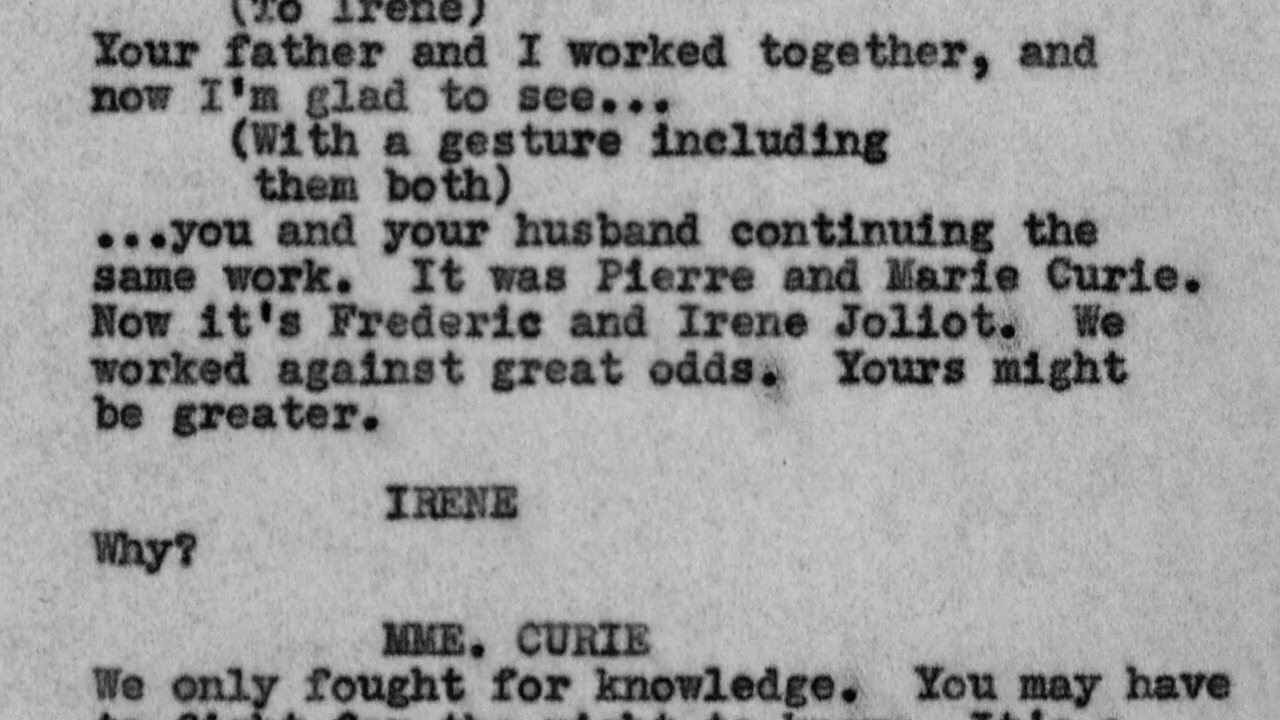 (To Irene)
Your father and I worked together, and
now I'm glad to see...
(With a gesture including
them both)
...you and your husband continuing the
same work.  It was Pierre and Marie Curie.
Now it's Frederic and Irene Joliot.  We
worked against great odds.  Yours might
be greater.
IRENE
Why?
MME. CURIE
We only fought for knowledge.  You may have